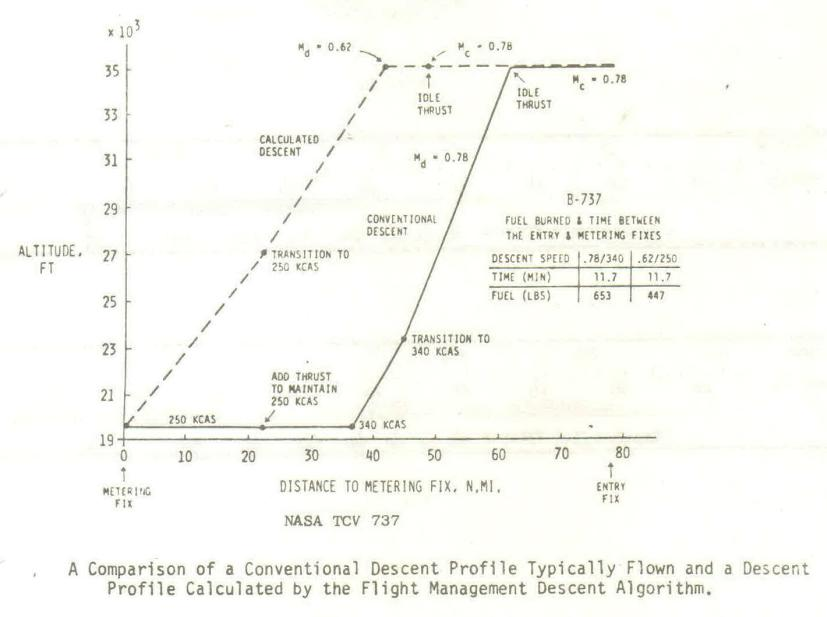 x 10³
M_d = 0.62
M_c = 0.78
35
IDLE
THRUST
IDLE
THRUST
M_c = 0.78
33
CALCULATED
DESCENT
31
M_d = 0.78
29
B-737
CONVENTIONAL
DESCENT
FUEL BURNED & TIME BETWEEN
THE ENTRY & METERING FIXES
ALTITUDE,
FT
27
TRANSITION TO
250 KCAS
DESCENT SPEED .78/340 .62/250
TIME (MIN) 11.7 11.7
FUEL (LBS) 653 447
25
23
TRANSITION TO
340 KCAS
ADD THRUST
TO MAINTAIN
250 KCAS
21
250 KCAS
340 KCAS
19
0 10 20 30 40 50 60 70 80
METERING
FIX
DISTANCE TO METERING FIX, N.MI.
ENTRY
FIX
NASA TCV 737
A Comparison of a Conventional Descent Profile Typically Flown and a Descent
Profile Calculated by the Flight Management Descent Algorithm.